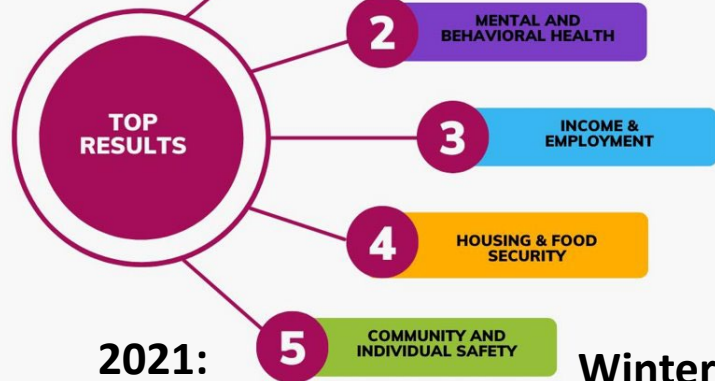 TOP
RESULTS
2
MENTAL AND
BEHAVIORAL HEALTH
3
INCOME &
EMPLOYMENT
4
HOUSING & FOOD
SECURITY
5
COMMUNITY AND
INDIVIDUAL SAFETY
2021:
Winter